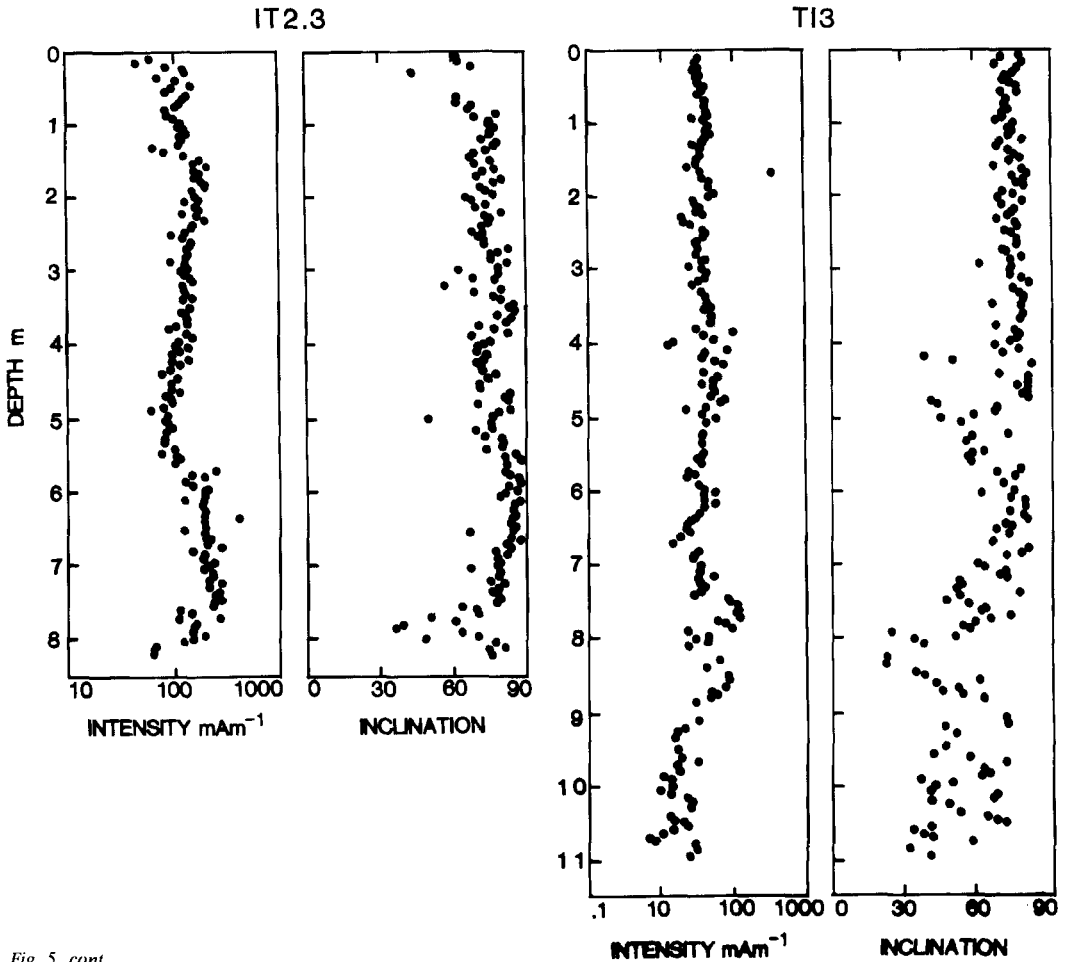 IT2.3
TI3
0
1
2
3
4
5
6
7
8
DEPTH m
10 100 1000
INTENSITY mAm⁻¹
0 30 60 90
INCLINATION
0
1
2
3
4
5
6
7
8
9
10
11
.1 10 100 1000
INTENSITY mAm⁻¹
0 30 60 90
INCLINATION
Fig. 5. cont.